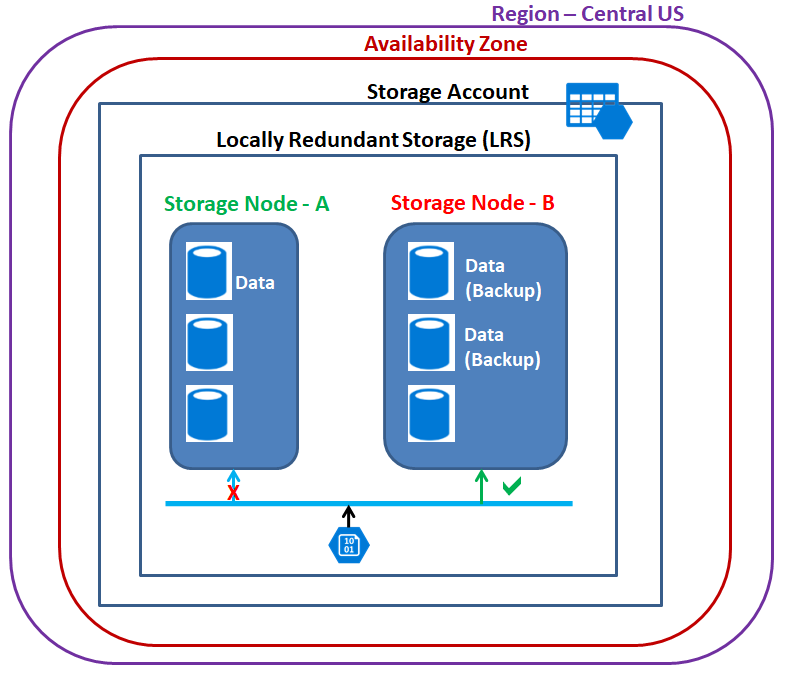 Region – Central US
Availability Zone
Storage Account
Locally Redundant Storage (LRS)
Storage Node - A
Storage Node - B
Data
Data
(Backup)
Data
(Backup)
X
10
01